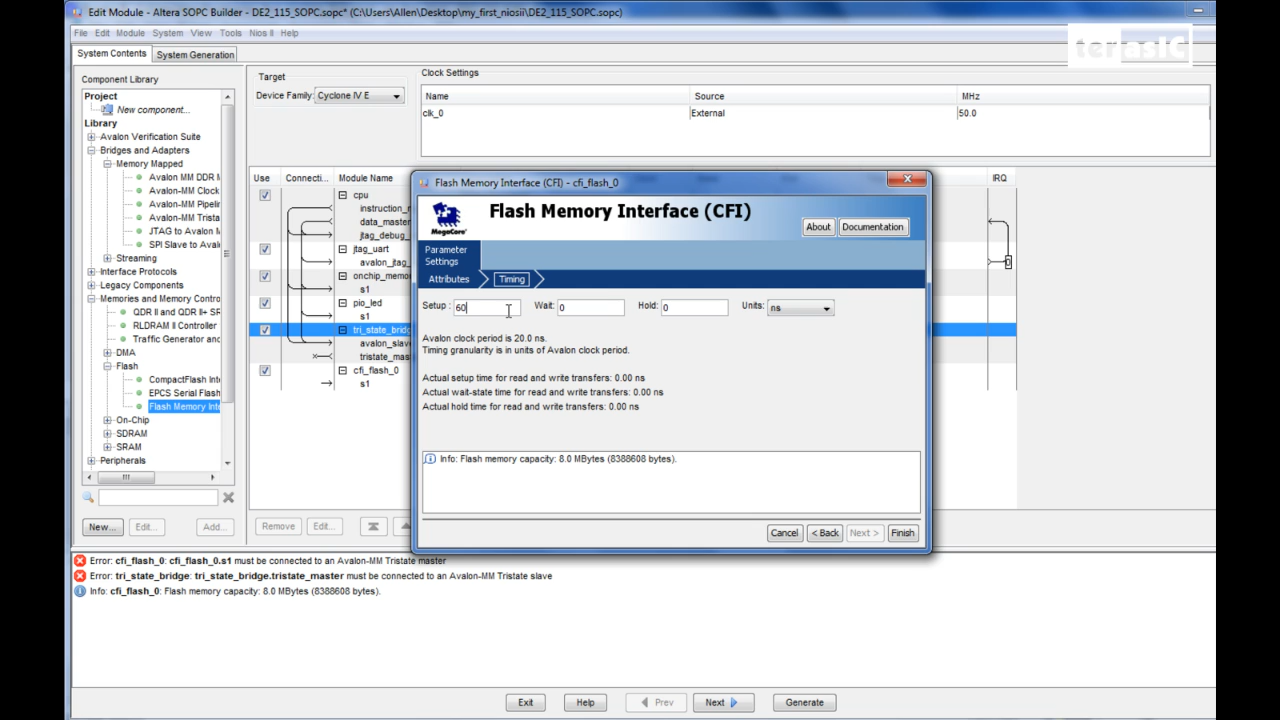 Edit Module - Altera SOPC Builder - DE2_115_SOPC.sopc* (C:\Users\Allen\Desktop\my_first_niosii\DE2_115_SOPC.sopc)
File Edit Module System View Tools Nios II Help
terasic
System Contents System Generation
Component Library
Project
New component...
Library
Avalon Verification Suite
Bridges and Adapters
Memory Mapped
Avalon MM DDR M
Avalon-MM Clock
Avalon-MM Pipelir
Avalon-MM Trista
JTAG to Avalon M
SPI Slave to Aval
Streaming
Interface Protocols
Legacy Components
Memories and Memory Contro
QDR II and QDR II+ SR
RLDRAM II Controller
Traffic Generator and
DMA
Flash
CompactFlash Int
EPCS Serial Flash
Flash Memory Inte
On-Chip
SDRAM
SRAM
Peripherals
New... Edit... Add...
Target
Device Family: Cyclone IV E
Clock Settings
Name Source MHz
clk_0 External 50.0
Use Connecti... Module Name IRQ
cpu
instruction_m
data_master
jtag_debug_
jtag_uart
avalon_jtag_
onchip_memo
s1
pio_led
s1
tri_state_bridg
avalon_slave
tristate_mas
cfi_flash_0
s1
Remove Edit...
Flash Memory Interface (CFI) - cfi_flash_0
MegaCore
Flash Memory Interface (CFI)
About Documentation
Parameter
Settings
Attributes Timing
Setup : 60 Wait: 0 Hold: 0 Units: ns
Avalon clock period is 20.0 ns.
Timing granularity is in units of Avalon clock period.
Actual setup time for read and write transfers: 0.00 ns
Actual wait-state time for read and write transfers: 0.00 ns
Actual hold time for read and write transfers: 0.00 ns
Info: Flash memory capacity: 8.0 MBytes (8388608 bytes).
Cancel < Back Next > Finish
Error: cfi_flash_0: cfi_flash_0.s1 must be connected to an Avalon-MM Tristate master
Error: tri_state_bridge: tri_state_bridge.tristate_master must be connected to an Avalon-MM Tristate slave
Info: cfi_flash_0: Flash memory capacity: 8.0 MBytes (8388608 bytes).
Exit Help Prev Next Generate